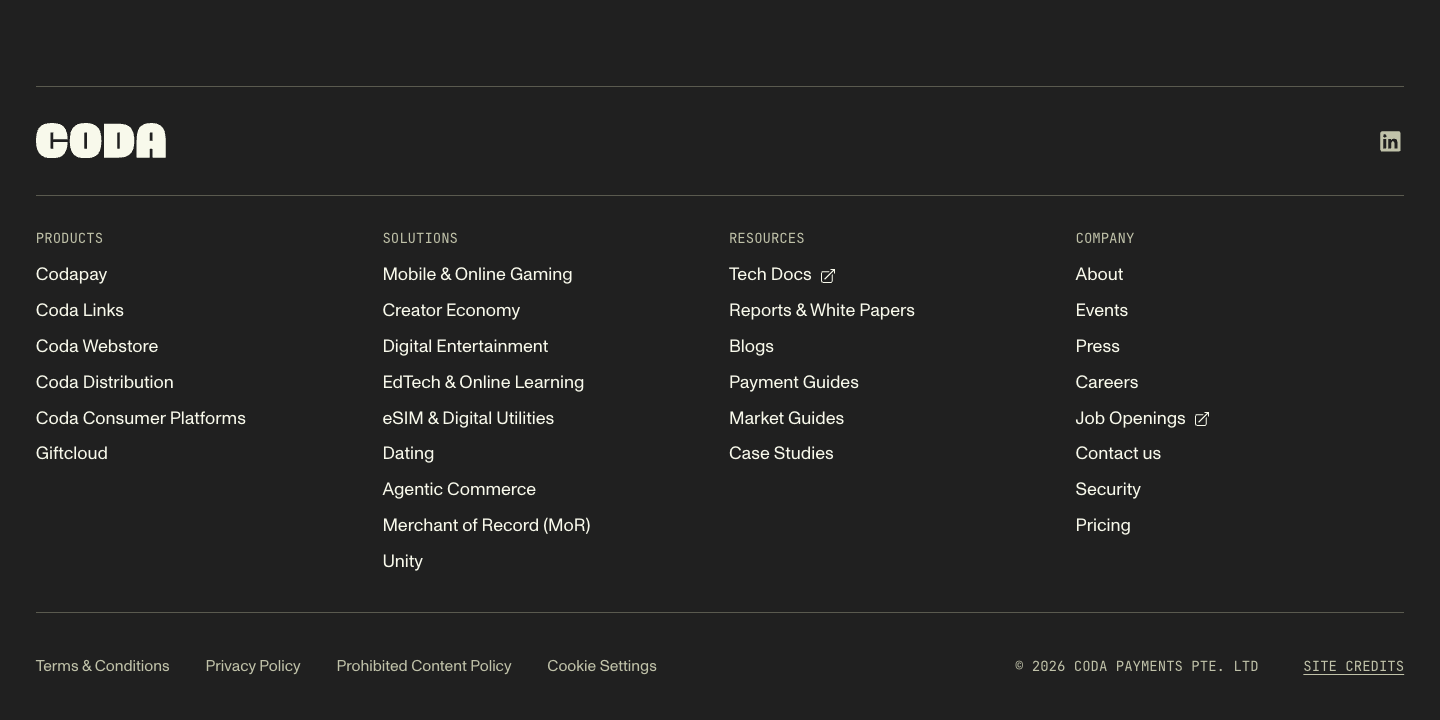 CODA
in
PRODUCTS
Codapay
Coda Links
Coda Webstore
Coda Distribution
Coda Consumer Platforms
Giftcloud
SOLUTIONS
Mobile & Online Gaming
Creator Economy
Digital Entertainment
EdTech & Online Learning
eSIM & Digital Utilities
Dating
Agentic Commerce
Merchant of Record (MoR)
Unity
RESOURCES
Tech Docs
Reports & White Papers
Blogs
Payment Guides
Market Guides
Case Studies
COMPANY
About
Events
Press
Careers
Job Openings
Contact us
Security
Pricing
Terms & Conditions Privacy Policy Prohibited Content Policy Cookie Settings © 2026 CODA PAYMENTS PTE. LTD SITE CREDITS